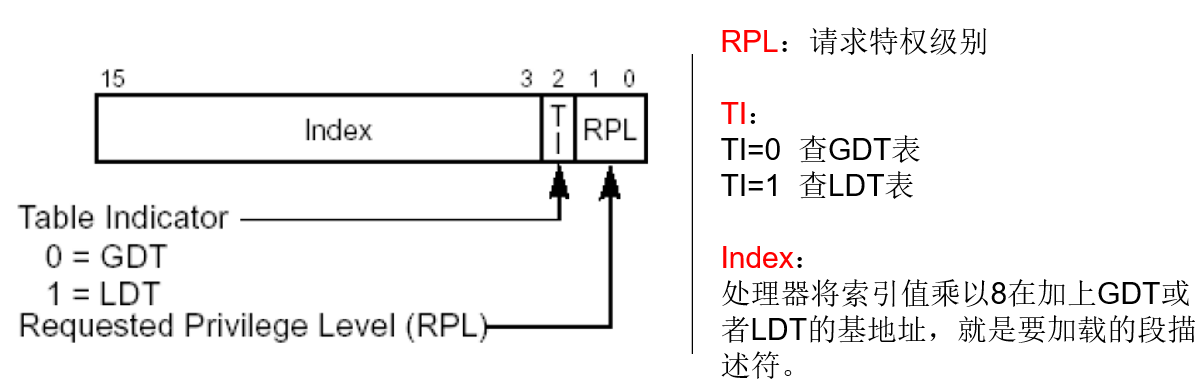 15 3 2 1 0
Index TI RPL
Table Indicator
0 = GDT
1 = LDT
Requested Privilege Level (RPL)
RPL：请求特权级别
TI：
TI=0 查GDT表
TI=1 查LDT表
Index：
处理器将索引值乘以8在加上GDT或
者LDT的基地址，就是要加载的段描
述符。